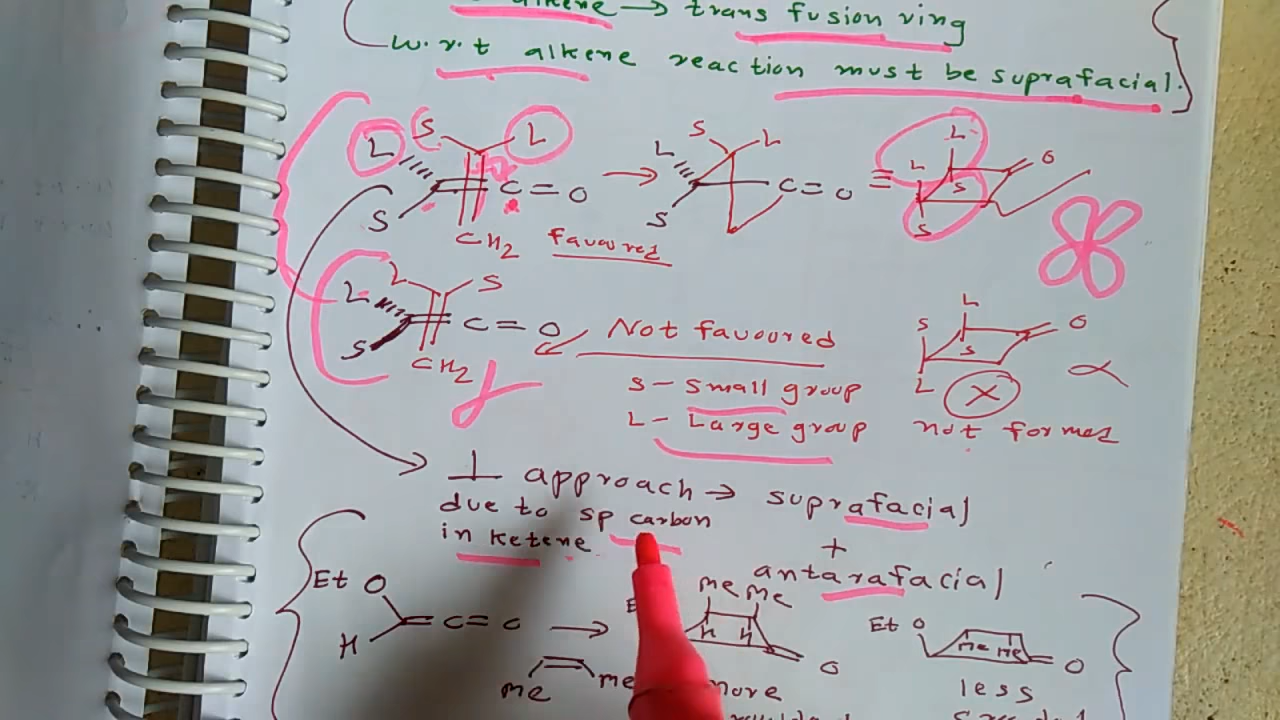 alkene → trans fusion ring
w.r.t alkene reaction must be suprafacial.
L S L S C = O CH2 favoured
→ L S L S C = O
≡ L L S S O
L L S S C = O CH2
Not favoured
S - Small group
L - Large group
S L S L O
X
not formed
⊥ approach → suprafacial
due to sp carbon
in ketene
+
antarafacial
Et O H = C = O → Me Me
Me Me H H O
more
Et O Me Me O
less